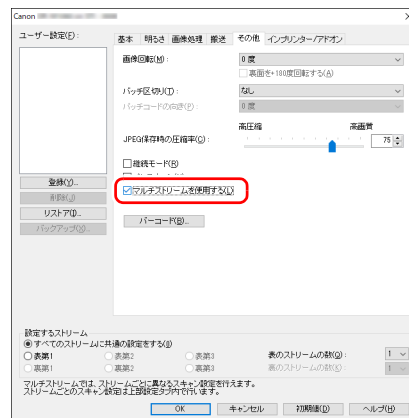 Canon
ユーザー設定(F):
基本 明るさ 画像処理 搬送 その他 インプリンター/アドオン
画像回転(M):
0 度
裏面を+180度回転する(A)
バッチ区切り(T):
なし
バッチコードの向き(P):
0 度
高圧縮 高画質
JPEG保存時の圧縮率(C):
75
継続モード(R)
マルチストリームを使用する(L)
バーコード(B)...
登録(Y)...
削除(J)
リストア(I)...
バックアップ(X)...
設定するストリーム
すべてのストリームに共通の設定をする(S)
表第1 表第2 表第3 表のストリームの数(Q): 1
裏第1 裏第2 裏第3 裏のストリームの数(G): 1
マルチストリームでは、ストリームごとに異なるスキャン設定を行えます。
ストリームごとのスキャン設定は上部設定タブ内で行います。
OK キャンセル 初期値(D) ヘルプ(H)